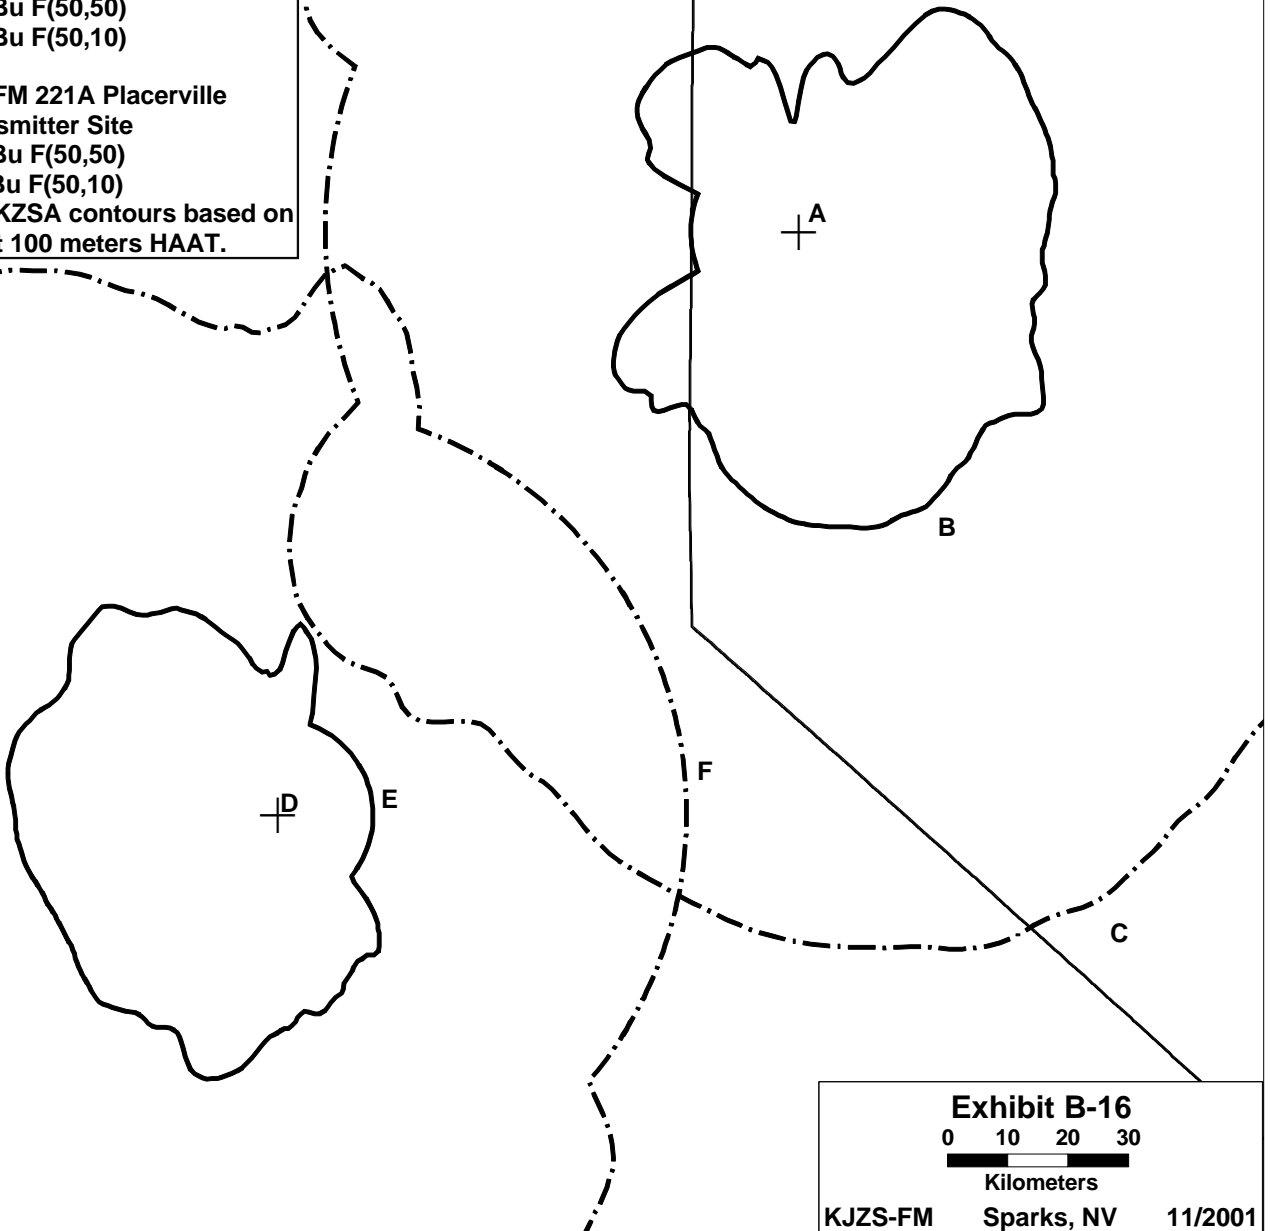 Bu F(50,50)
Bu F(50,10)
FM 221A Placerville
smitter Site
Bu F(50,50)
Bu F(50,10)
KZSA contours based on
t 100 meters HAAT.
A
B
F
E
D
C
Exhibit B-16
0 10 20 30
Kilometers
KJZS-FM Sparks, NV 11/2001